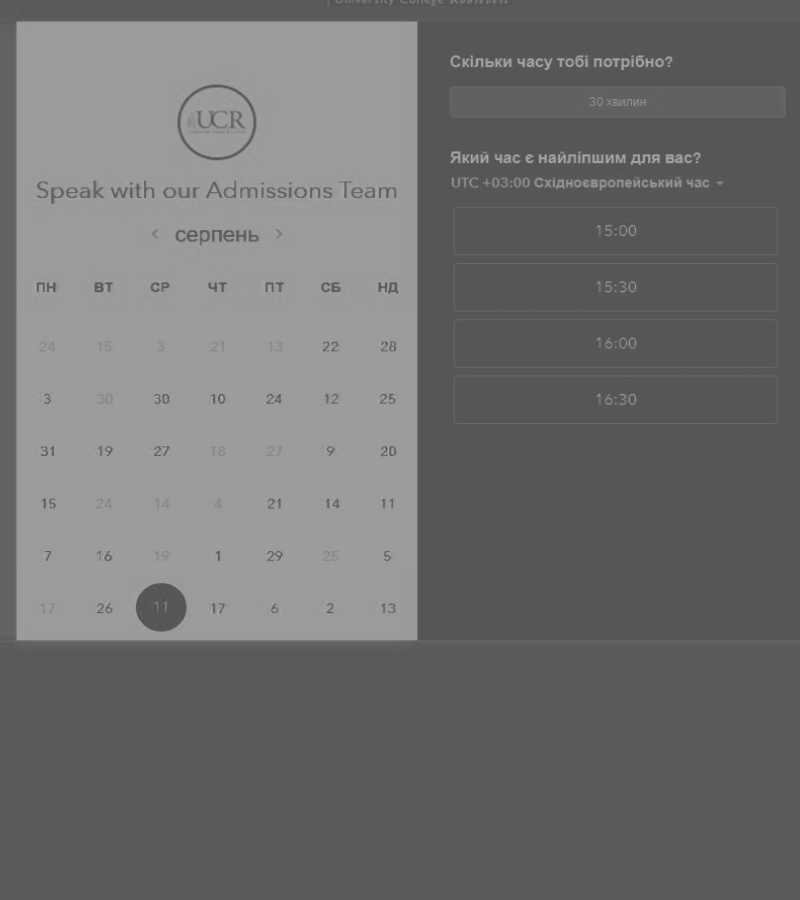 University College
UCR
Speak with our Admissions Team
серпень
ПН ВТ СР ЧТ ПТ СБ НД
24 15 3 21 13 22 28
3 30 30 10 24 12 25
31 19 27 18 27 9 20
15 24 14 4 21 14 11
7 16 19 1 29 25 5
17 26 11 17 6 2 13
Скільки часу тобі потрібно?
30 хвилин
Який час є найліпшим для вас?
UTC +03:00 Східноєвропейський час
15:00
15:30
16:00
16:30